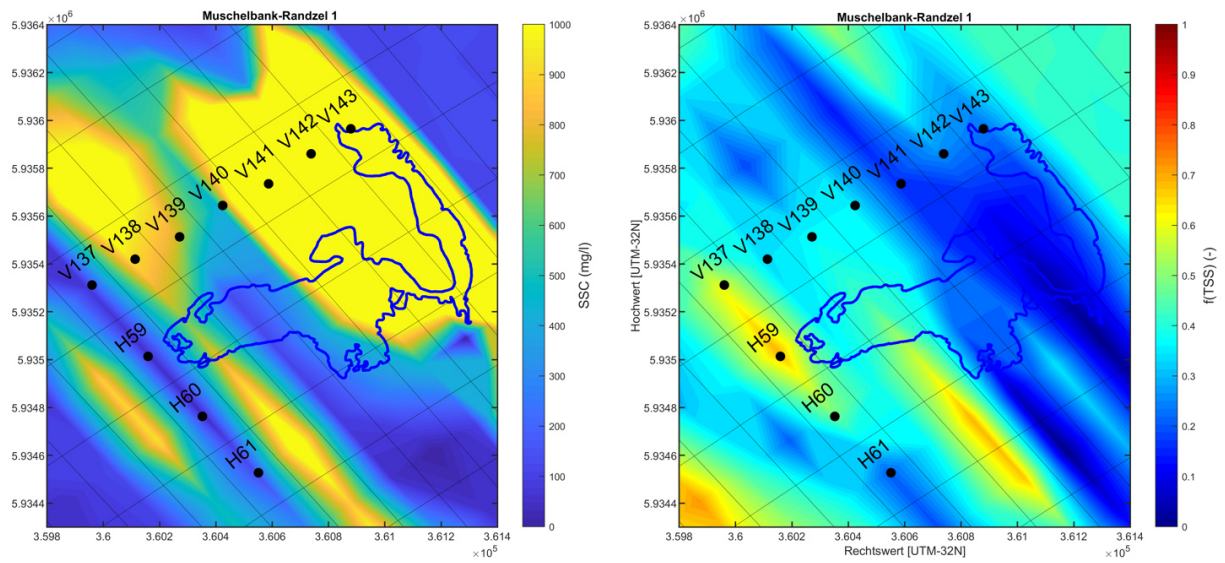 Muschelbank-Randzel 1
×10⁶
5.9364
5.9362
5.936
5.9358
5.9356
5.9354
5.9352
5.935
5.9348
5.9346
5.9344
3.598 3.6 3.602 3.604 3.606 3.608 3.61 3.612 3.614
×10⁵
V137
V138
V139
V140
V141
V142
V143
H59
H60
H61
1000
900
800
700
600
500
400
300
200
100
0
SSC (mg/l)
Muschelbank-Randzel 1
×10⁶
5.9364
5.9362
5.936
5.9358
5.9356
5.9354
5.9352
5.935
5.9348
5.9346
5.9344
Hochwert [UTM-32N]
3.598 3.6 3.602 3.604 3.606 3.608 3.61 3.612 3.614
Rechtswert [UTM-32N]
×10⁵
V137
V138
V139
V140
V141
V142
V143
H59
H60
H61
1
0.9
0.8
0.7
0.6
0.5
0.4
0.3
0.2
0.1
0
f(TSS) (-)